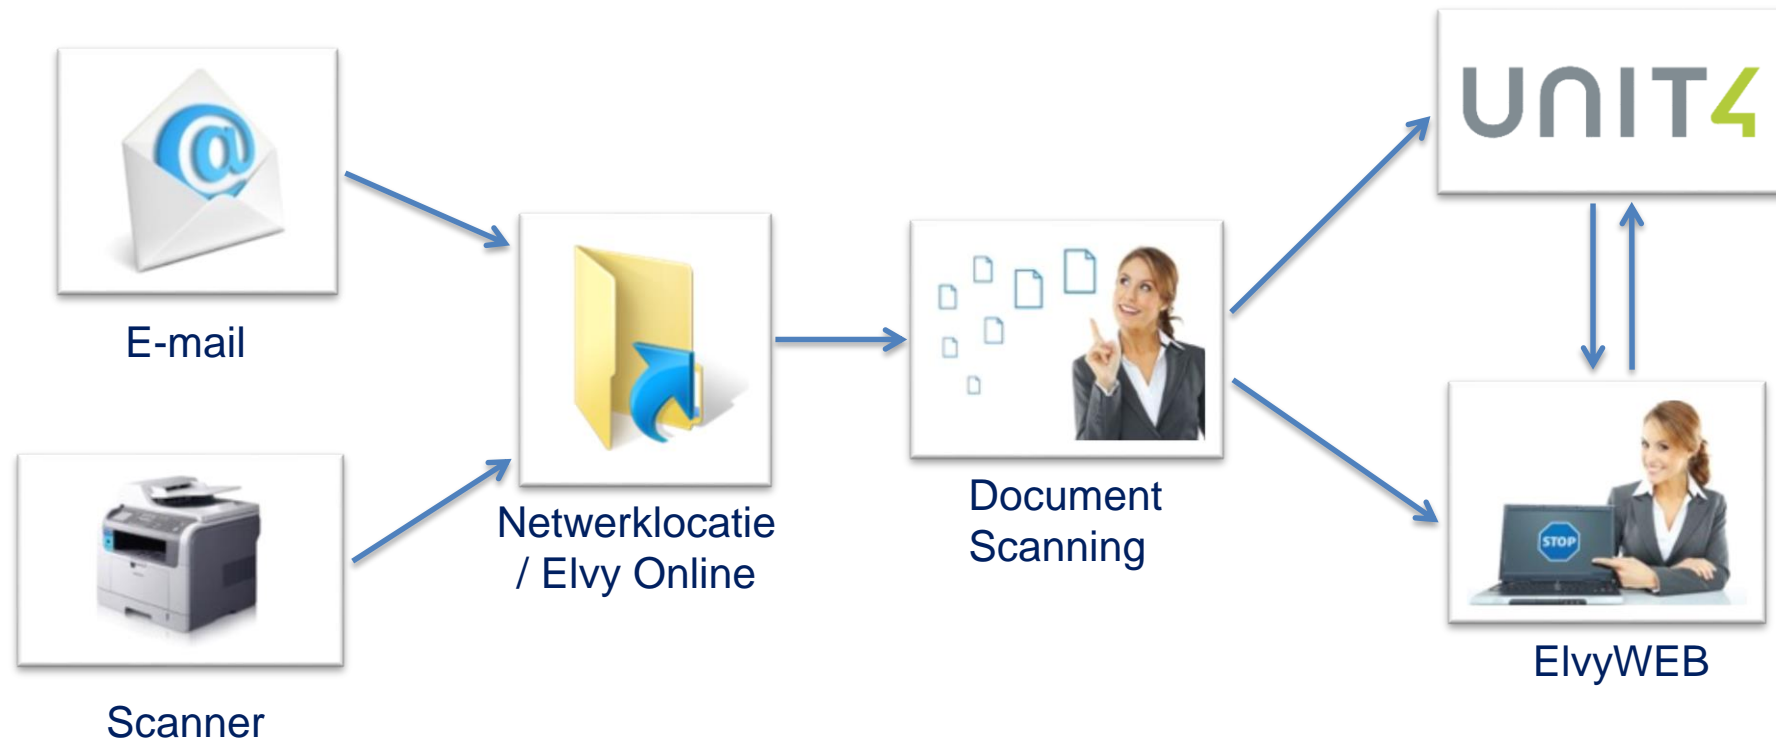 UNIT4
E-mail
Netwerklocatie
/ Elvy Online
Document
Scanning
STOP
ElvyWEB
Scanner